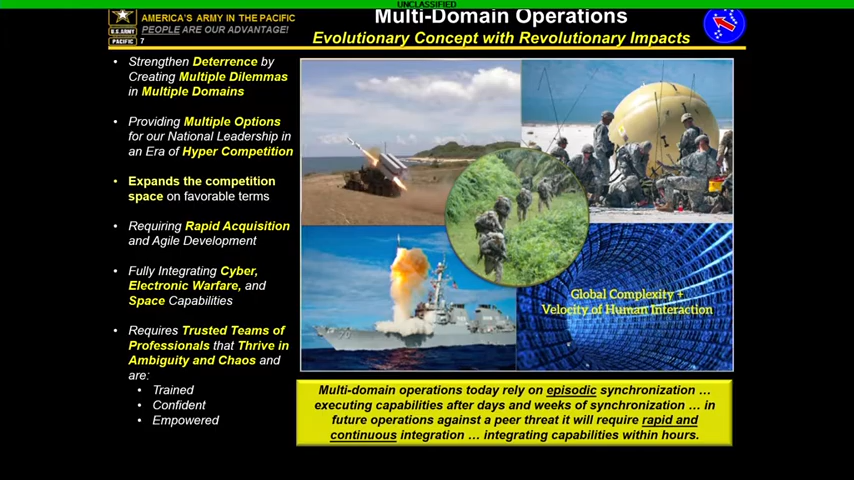 UNCLASSIFIED
AMERICA'S ARMY IN THE PACIFIC
PEOPLE ARE OUR ADVANTAGE!
U.S.ARMY
PACIFIC
7
Multi-Domain Operations
Evolutionary Concept with Revolutionary Impacts
• Strengthen Deterrence by
Creating Multiple Dilemmas
in Multiple Domains
• Providing Multiple Options
for our National Leadership in
an Era of Hyper Competition
• Expands the competition
space on favorable terms
• Requiring Rapid Acquisition
and Agile Development
• Fully Integrating Cyber,
Electronic Warfare, and
Space Capabilities
• Requires Trusted Teams of
Professionals that Thrive in
Ambiguity and Chaos and
are:
• Trained
• Confident
• Empowered
Global Complexity +
Velocity of Human Interaction
Multi-domain operations today rely on episodic synchronization …
executing capabilities after days and weeks of synchronization … in
future operations against a peer threat it will require rapid and
continuous integration … integrating capabilities within hours.